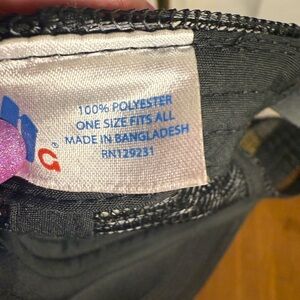 100% POLYESTER
ONE SIZE FITS ALL
MADE IN BANGLADESH
RN129231
G®